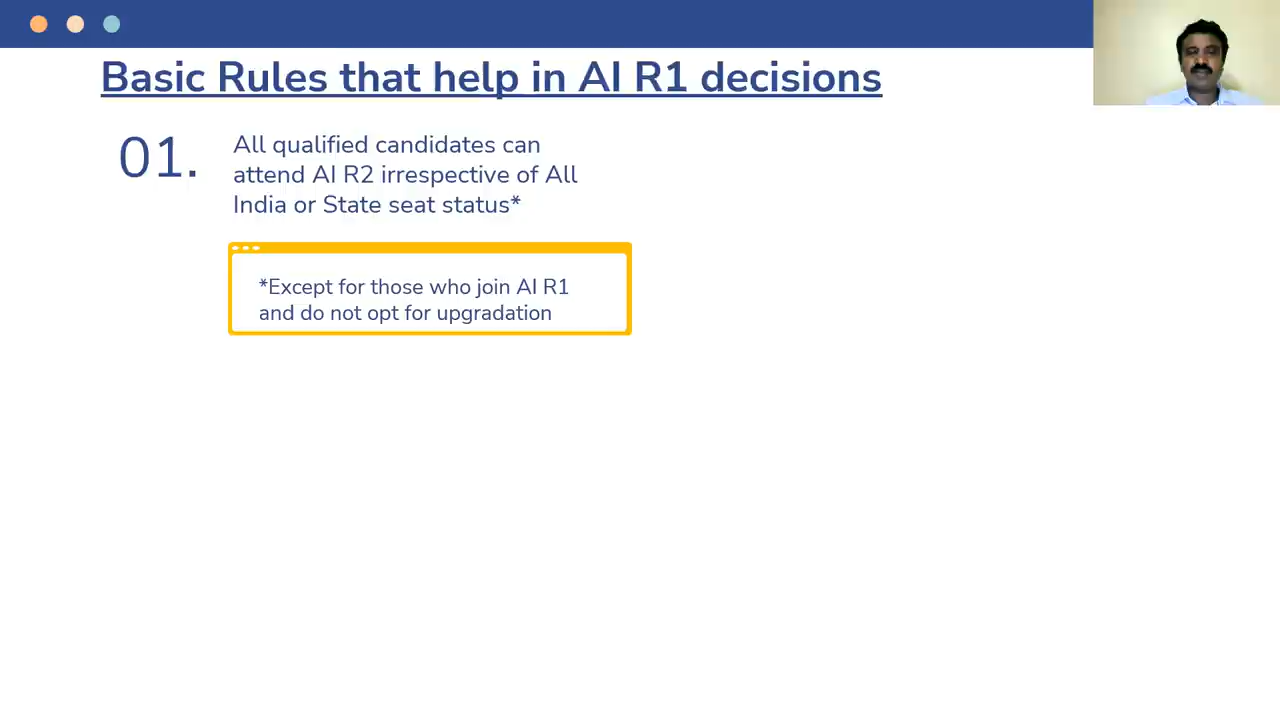 Basic Rules that help in AI R1 decisions
01.
All qualified candidates can
attend AI R2 irrespective of All
India or State seat status*
*Except for those who join AI R1
and do not opt for upgradation